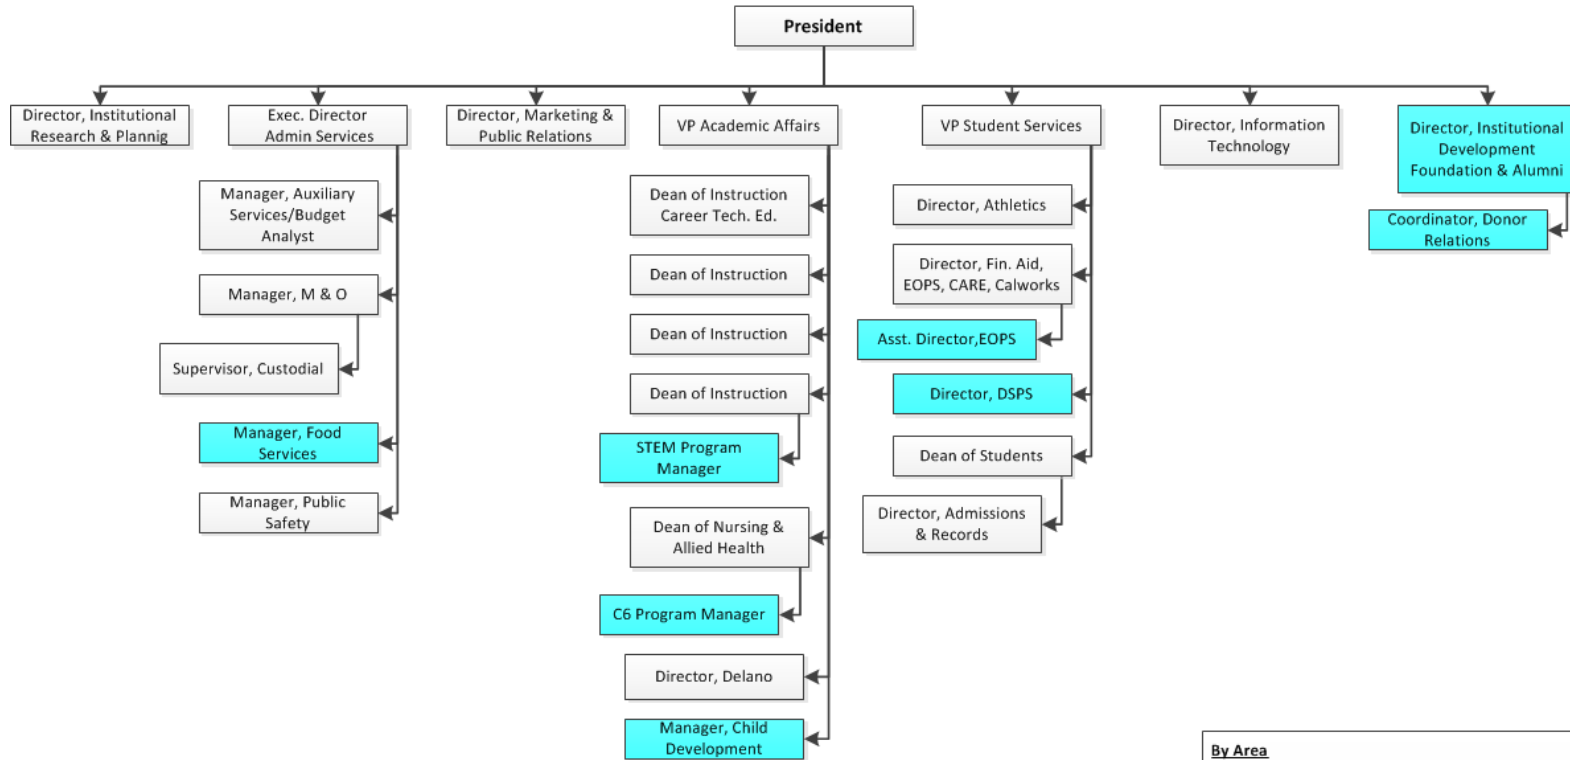 President
Director, Institutional
Research & Plannig
Exec. Director
Admin Services
Director, Marketing &
Public Relations
VP Academic Affairs
VP Student Services
Director, Information
Technology
Director, Institutional
Development
Foundation & Alumni
Manager, Auxiliary
Services/Budget
Analyst
Manager, M & O
Supervisor, Custodial
Manager, Food
Services
Manager, Public
Safety
Dean of Instruction
Career Tech. Ed.
Dean of Instruction
Dean of Instruction
Dean of Instruction
STEM Program
Manager
Dean of Nursing &
Allied Health
C6 Program Manager
Director, Delano
Manager, Child
Development
Director, Athletics
Director, Fin. Aid,
EOPS, CARE, Calworks
Asst. Director,EOPS
Director, DSPS
Dean of Students
Director, Admissions
& Records
Coordinator, Donor
Relations
By Area